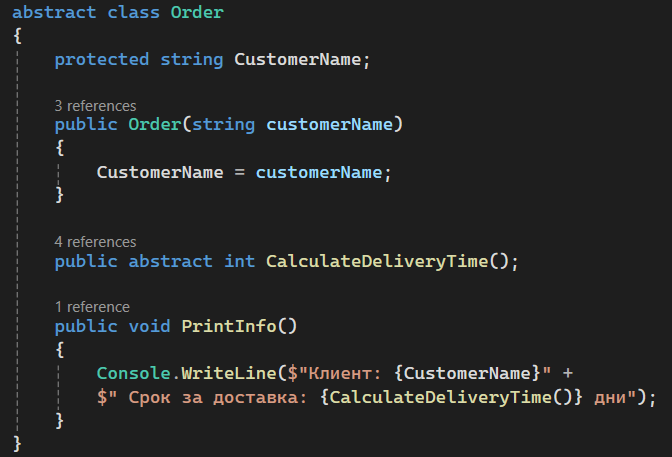 abstract class Order
{
protected string CustomerName;
3 references
public Order(string customerName)
{
CustomerName = customerName;
}
4 references
public abstract int CalculateDeliveryTime();
1 reference
public void PrintInfo()
{
Console.WriteLine($"Клиент: {CustomerName}" +
$" Срок за доставка: {CalculateDeliveryTime()} дни");
}
}